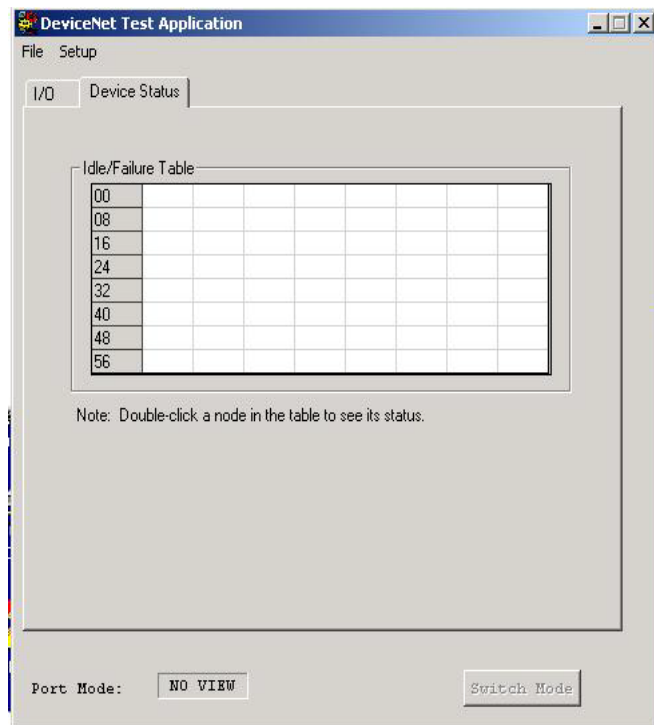 DeviceNet Test Application
File Setup
I/O Device Status
Idle/Failure Table
00
08
16
24
32
40
48
56
Note: Double-click a node in the table to see its status.
Port Mode: NO VIEW Switch Mode